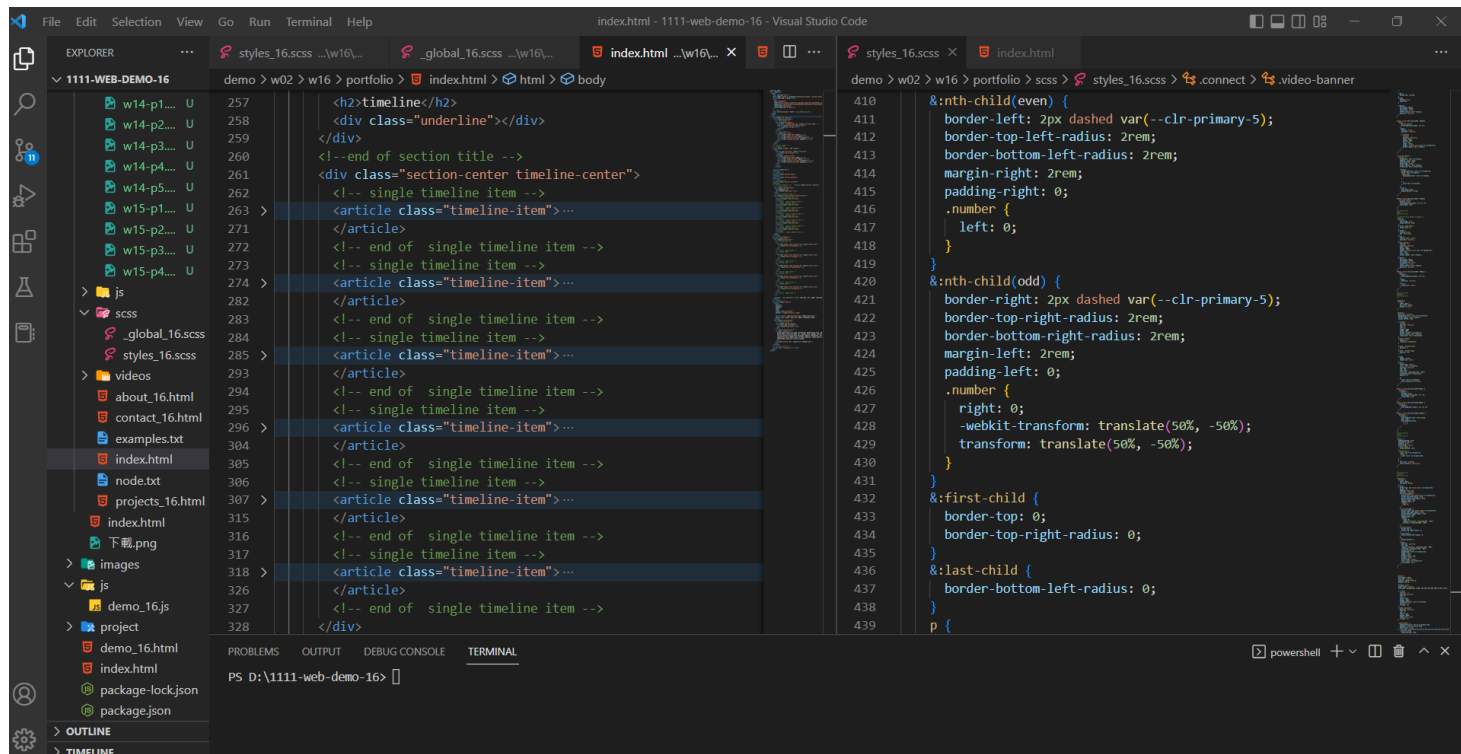 File Edit Selection View Go Run Terminal Help
index.html - 1111-web-demo-16 - Visual Studio Code
EXPLORER
1111-WEB-DEMO-16
w14-p1.... U
w14-p2.... U
w14-p3.... U
w14-p4.... U
w14-p5.... U
w15-p1.... U
w15-p2.... U
w15-p3.... U
w15-p4.... U
js
scss
_global_16.scss
styles_16.scss
videos
about_16.html
contact_16.html
examples.txt
index.html
node.txt
projects_16.html
index.html
下載.png
images
js
demo_16.js
project
demo_16.html
index.html
package-lock.json
package.json
OUTLINE
TIMELINE
11
styles_16.scss ...\w16\... _global_16.scss ...\w16\... index.html ...\w16\...
demo > w02 > w16 > portfolio > index.html > html > body
257 <h2>timeline</h2>
258 <div class="underline"></div>
259 </div>
260 <!--end of section title -->
261 <div class="section-center timeline-center">
262 <!-- single timeline item -->
263 > <article class="timeline-item">...
271 </article>
272 <!-- end of  single timeline item -->
273 <!-- single timeline item -->
274 > <article class="timeline-item">...
282 </article>
283 <!-- end of  single timeline item -->
284 <!-- single timeline item -->
285 > <article class="timeline-item">...
293 </article>
294 <!-- end of  single timeline item -->
295 <!-- single timeline item -->
296 > <article class="timeline-item">...
304 </article>
305 <!-- end of  single timeline item -->
306 <!-- single timeline item -->
307 > <article class="timeline-item">...
315 </article>
316 <!-- end of  single timeline item -->
317 <!-- single timeline item -->
318 > <article class="timeline-item">...
326 </article>
327 <!-- end of  single timeline item -->
328 </div>
styles_16.scss index.html
demo > w02 > w16 > portfolio > scss > styles_16.scss > .connect > .video-banner
410 &:nth-child(even) {
411 border-left: 2px dashed var(--clr-primary-5);
412 border-top-left-radius: 2rem;
413 border-bottom-left-radius: 2rem;
414 margin-right: 2rem;
415 padding-right: 0;
416 .number {
417 left: 0;
418 }
419 }
420 &:nth-child(odd) {
421 border-right: 2px dashed var(--clr-primary-5);
422 border-top-right-radius: 2rem;
423 border-bottom-right-radius: 2rem;
424 margin-left: 2rem;
425 padding-left: 0;
426 .number {
427 right: 0;
428 -webkit-transform: translate(50%, -50%);
429 transform: translate(50%, -50%);
430 }
431 }
432 &:first-child {
433 border-top: 0;
434 border-top-right-radius: 0;
435 }
436 &:last-child {
437 border-bottom-left-radius: 0;
438 }
439 p {
PROBLEMS OUTPUT DEBUG CONSOLE TERMINAL
powershell
PS D:\1111-web-demo-16>